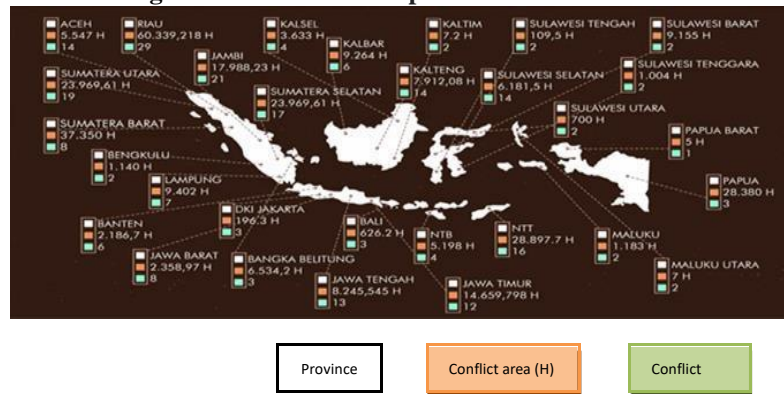 ACEH
5.547 H
14
RIAU
60.339,218 H
29
JAMBI
17.988,23 H
21
KALSEL
3.633 H
4
KALBAR
9.264 H
6
KALTIM
7.2 H
2
KALTENG
7.912,08 H
14
SULAWESI TENGAH
109,5 H
2
SULAWESI BARAT
9.155 H
2
SUMATERA UTARA
23.969,61 H
19
SUMATERA SELATAN
23.969,61 H
17
SULAWESI SELATAN
6.181,5 H
14
SULAWESI TENGGARA
1.004 H
2
SULAWESI UTARA
700 H
2
SUMATERA BARAT
37.350 H
8
PAPUA BARAT
5 H
1
BENGKULU
1.140 H
2
LAMPUNG
9.402 H
7
PAPUA
28.380 H
3
DKI JAKARTA
196.3 H
3
BANTEN
2.186,7 H
6
BALI
626.2 H
3
NTB
5.198 H
4
NTT
28.897.7 H
16
MALUKU
1.183 H
2
JAWA BARAT
2.358,97 H
8
BANGKA BELITUNG
6.534,2 H
3
MALUKU UTARA
7 H
2
JAWA TENGAH
8.245,545 H
13
JAWA TIMUR
14.659,798 H
12
Province
Conflict area (H)
Conflict